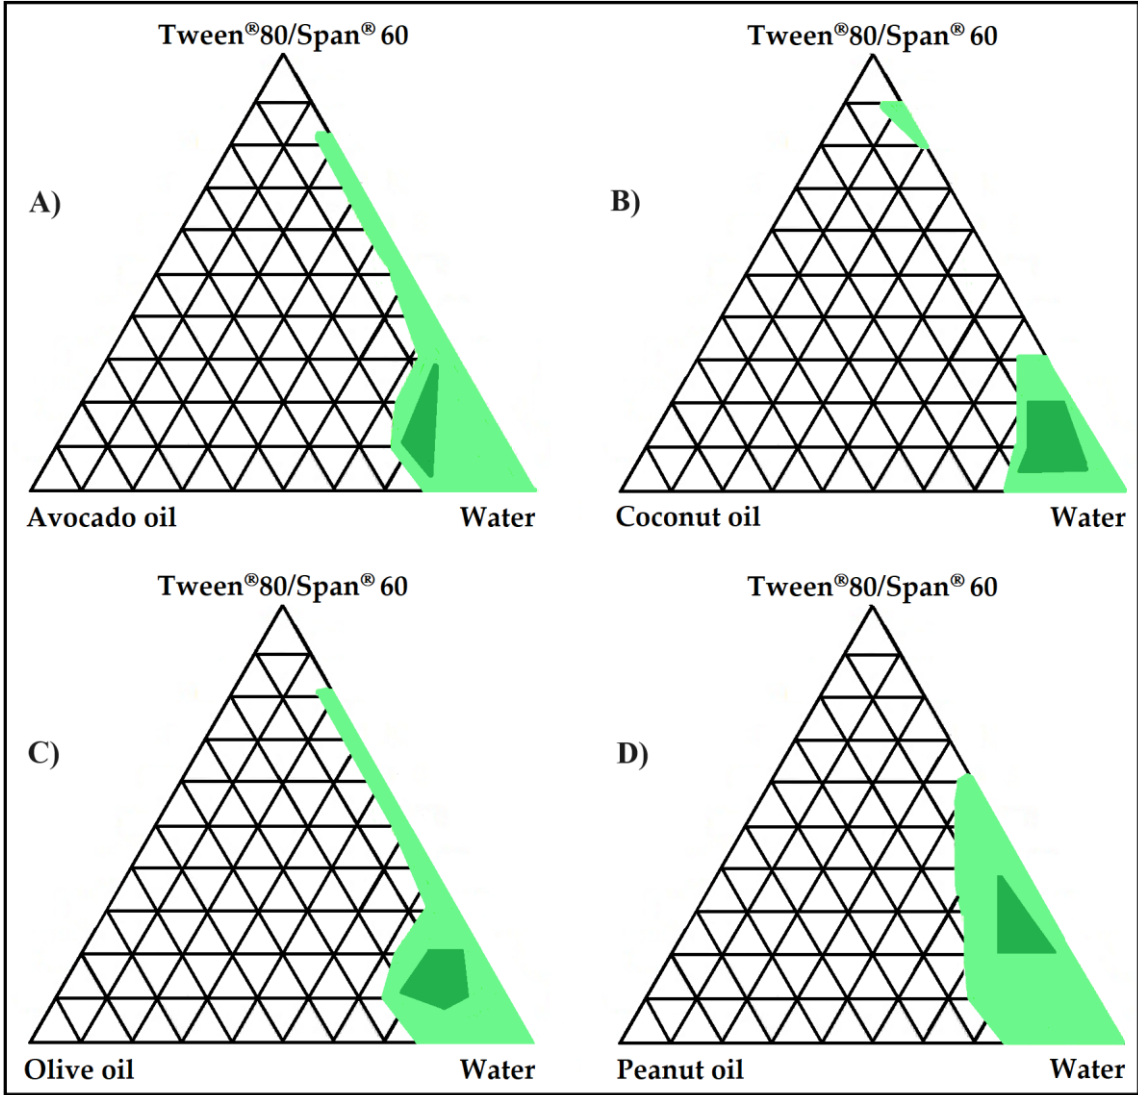 Tween®80/Span® 60
Tween®80/Span® 60
A)
B)
Avocado oil
Water
Coconut oil
Water
Tween®80/Span® 60
Tween®80/Span® 60
C)
D)
Olive oil
Water
Peanut oil
Water